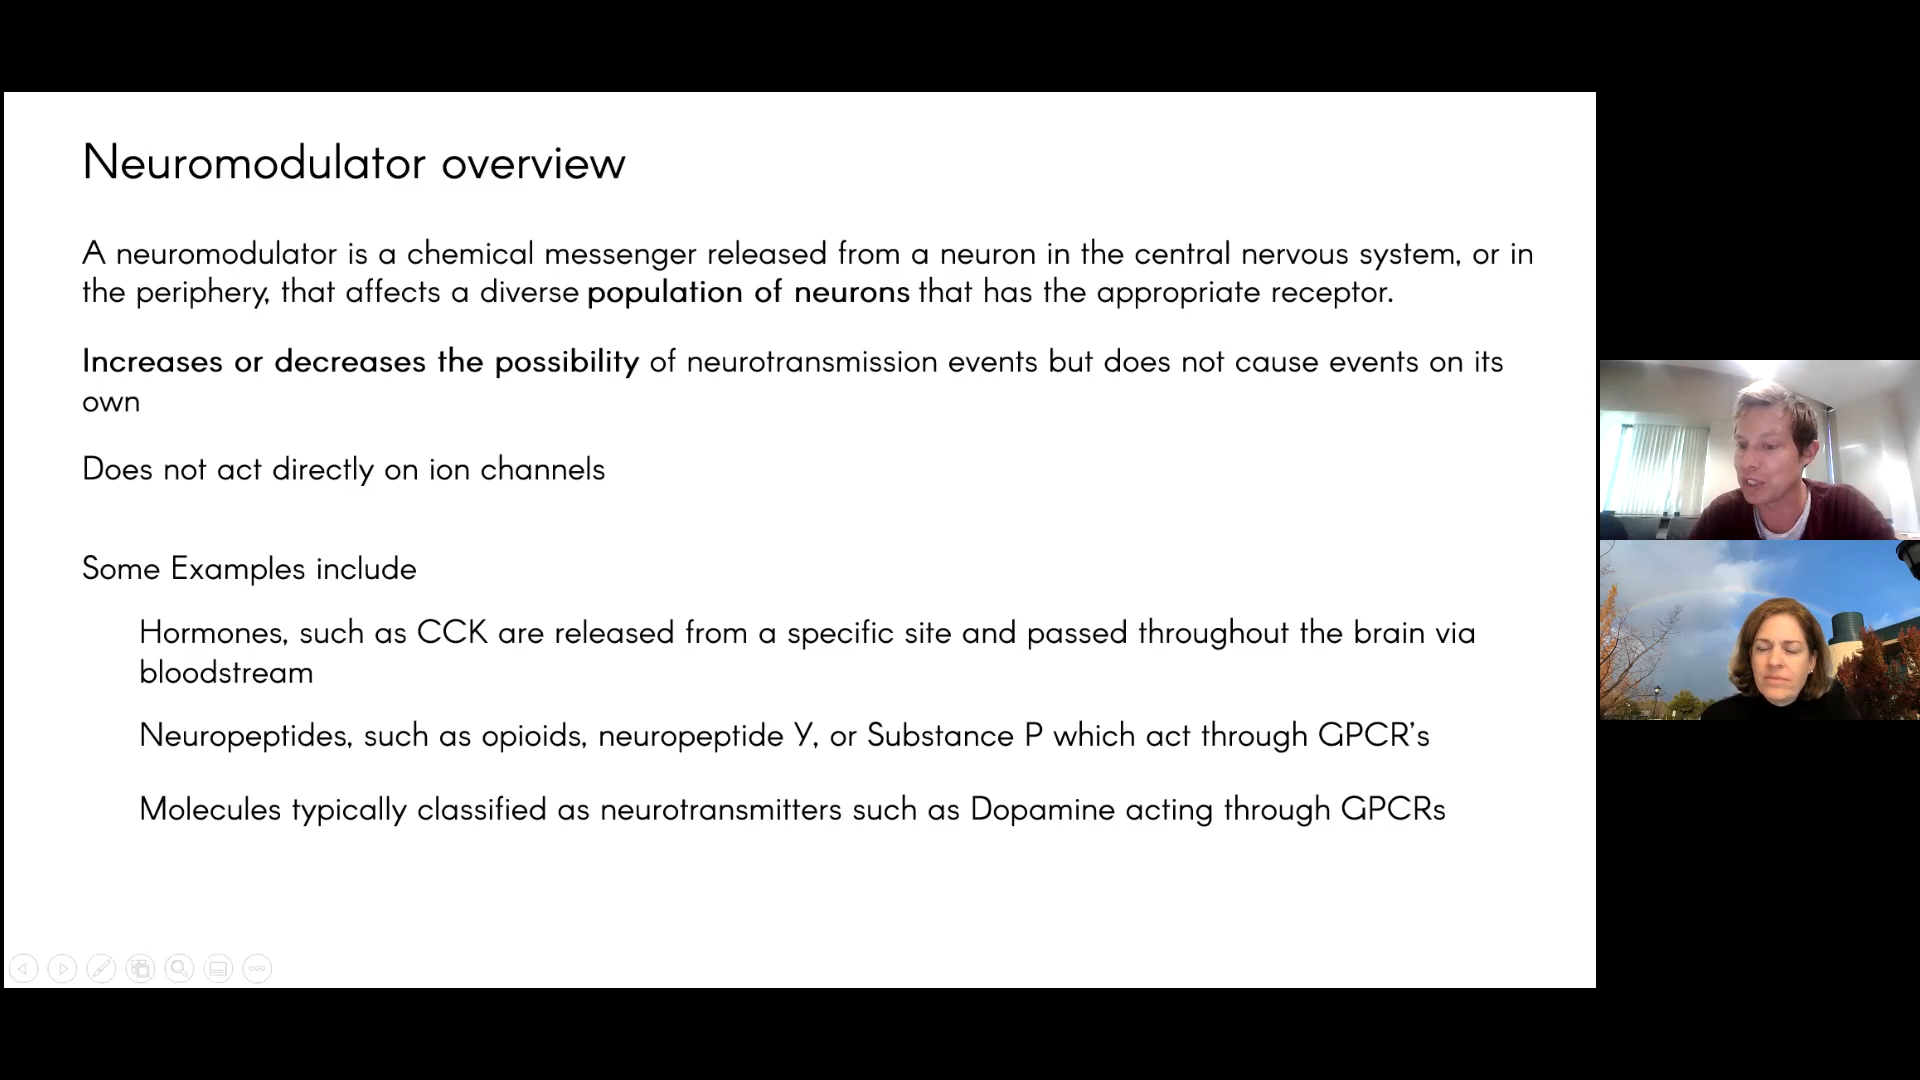 Neuromodulator overview
A neuromodulator is a chemical messenger released from a neuron in the central nervous system, or in
the periphery, that affects a diverse population of neurons that has the appropriate receptor.
Increases or decreases the possibility of neurotransmission events but does not cause events on its
own
Does not act directly on ion channels
Some Examples include
Hormones, such as CCK are released from a specific site and passed throughout the brain via
bloodstream
Neuropeptides, such as opioids, neuropeptide Y, or Substance P which act through GPCR’s
Molecules typically classified as neurotransmitters such as Dopamine acting through GPCRs